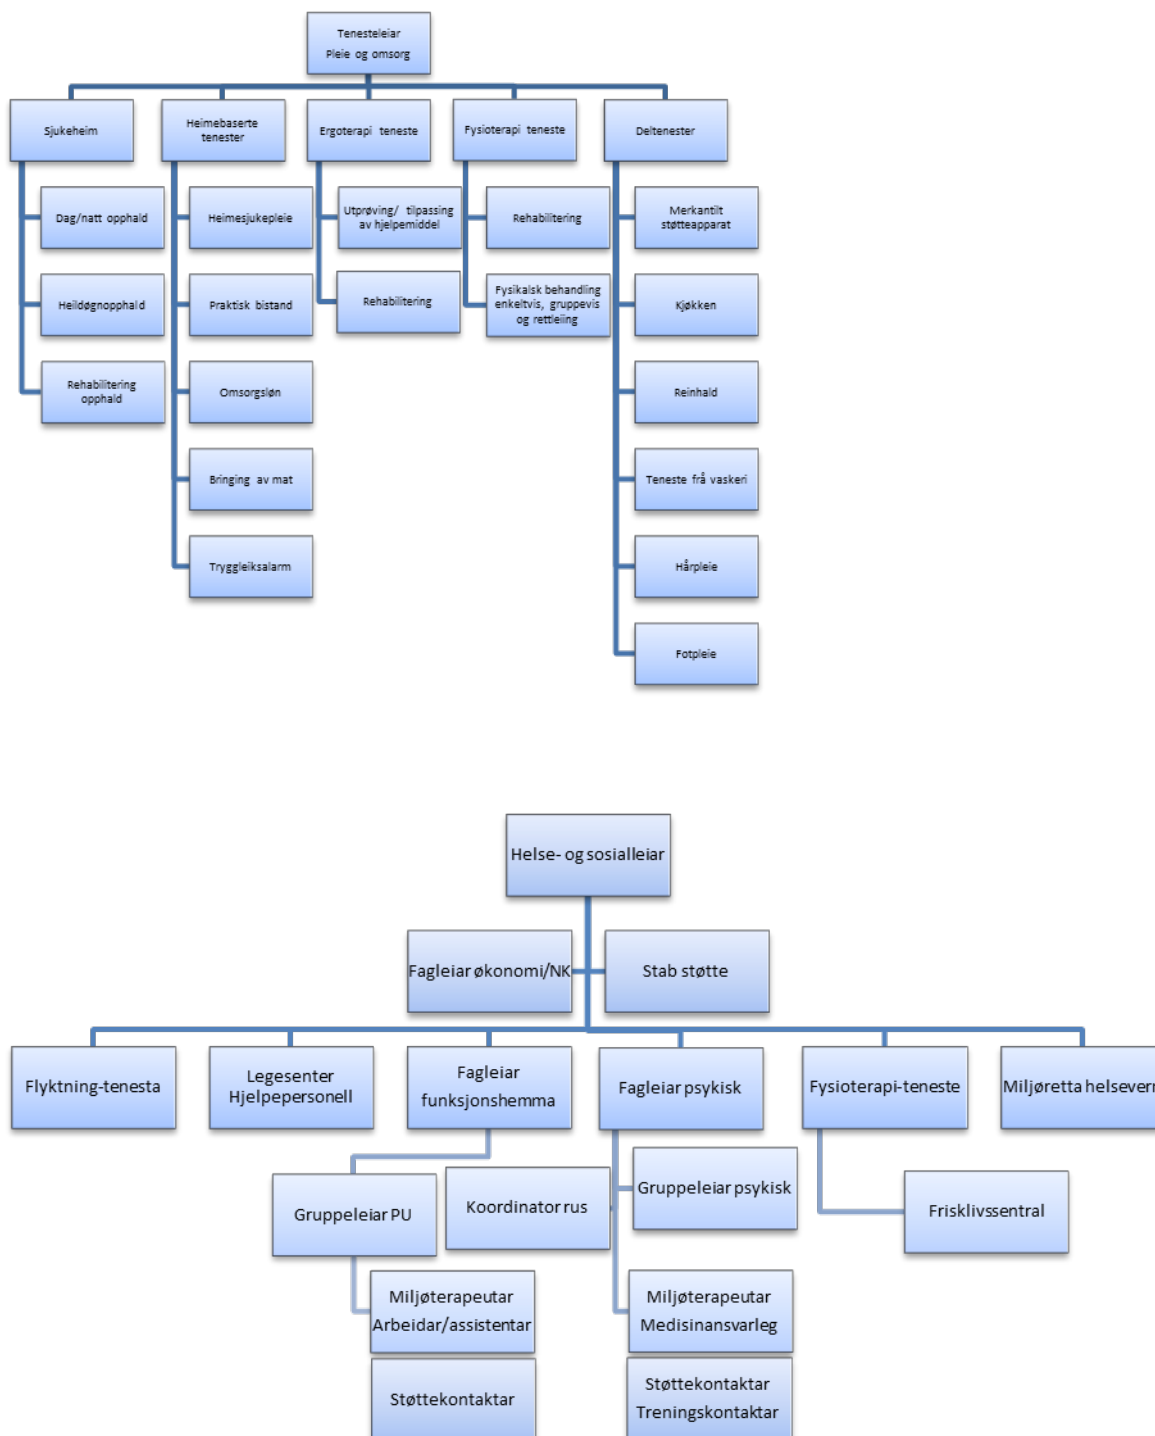 Tenesteleiar
Pleie og omsorg
Sjukeheim
Heimebaserte
tenester
Ergoterapi teneste
Fysioterapi teneste
Deltenester
Dag/natt opphald
Heimesjukepleie
Utprøving/ tilpassing
av hjelpemiddel
Rehabilitering
Merkantilt
støtteapparat
Heildøgnopphald
Praktisk bistand
Rehabilitering
Fysikalsk behandling
enkeltvis, gruppevis
og rettleiing
Kjøkken
Rehabilitering
opphald
Omsorgsløn
Reinhald
Bringing av mat
Teneste frå vaskeri
Tryggleiksalarm
Hårpleie
Fotpleie
Helse- og sosialleiar
Fagleiar økonomi/NK
Stab støtte
Flyktning-tenesta
Legesenter
Hjelpepersonell
Fagleiar
funksjonshemma
Fagleiar psykisk
Fysioterapi-teneste
Miljøretta helsevern
Gruppeleiar PU
Koordinator rus
Gruppeleiar psykisk
Frisklivssentral
Miljøterapeutar
Arbeidar/assistentar
Miljøterapeutar
Medisinansvarleg
Støttekontaktar
Støttekontaktar
Treningskontaktar